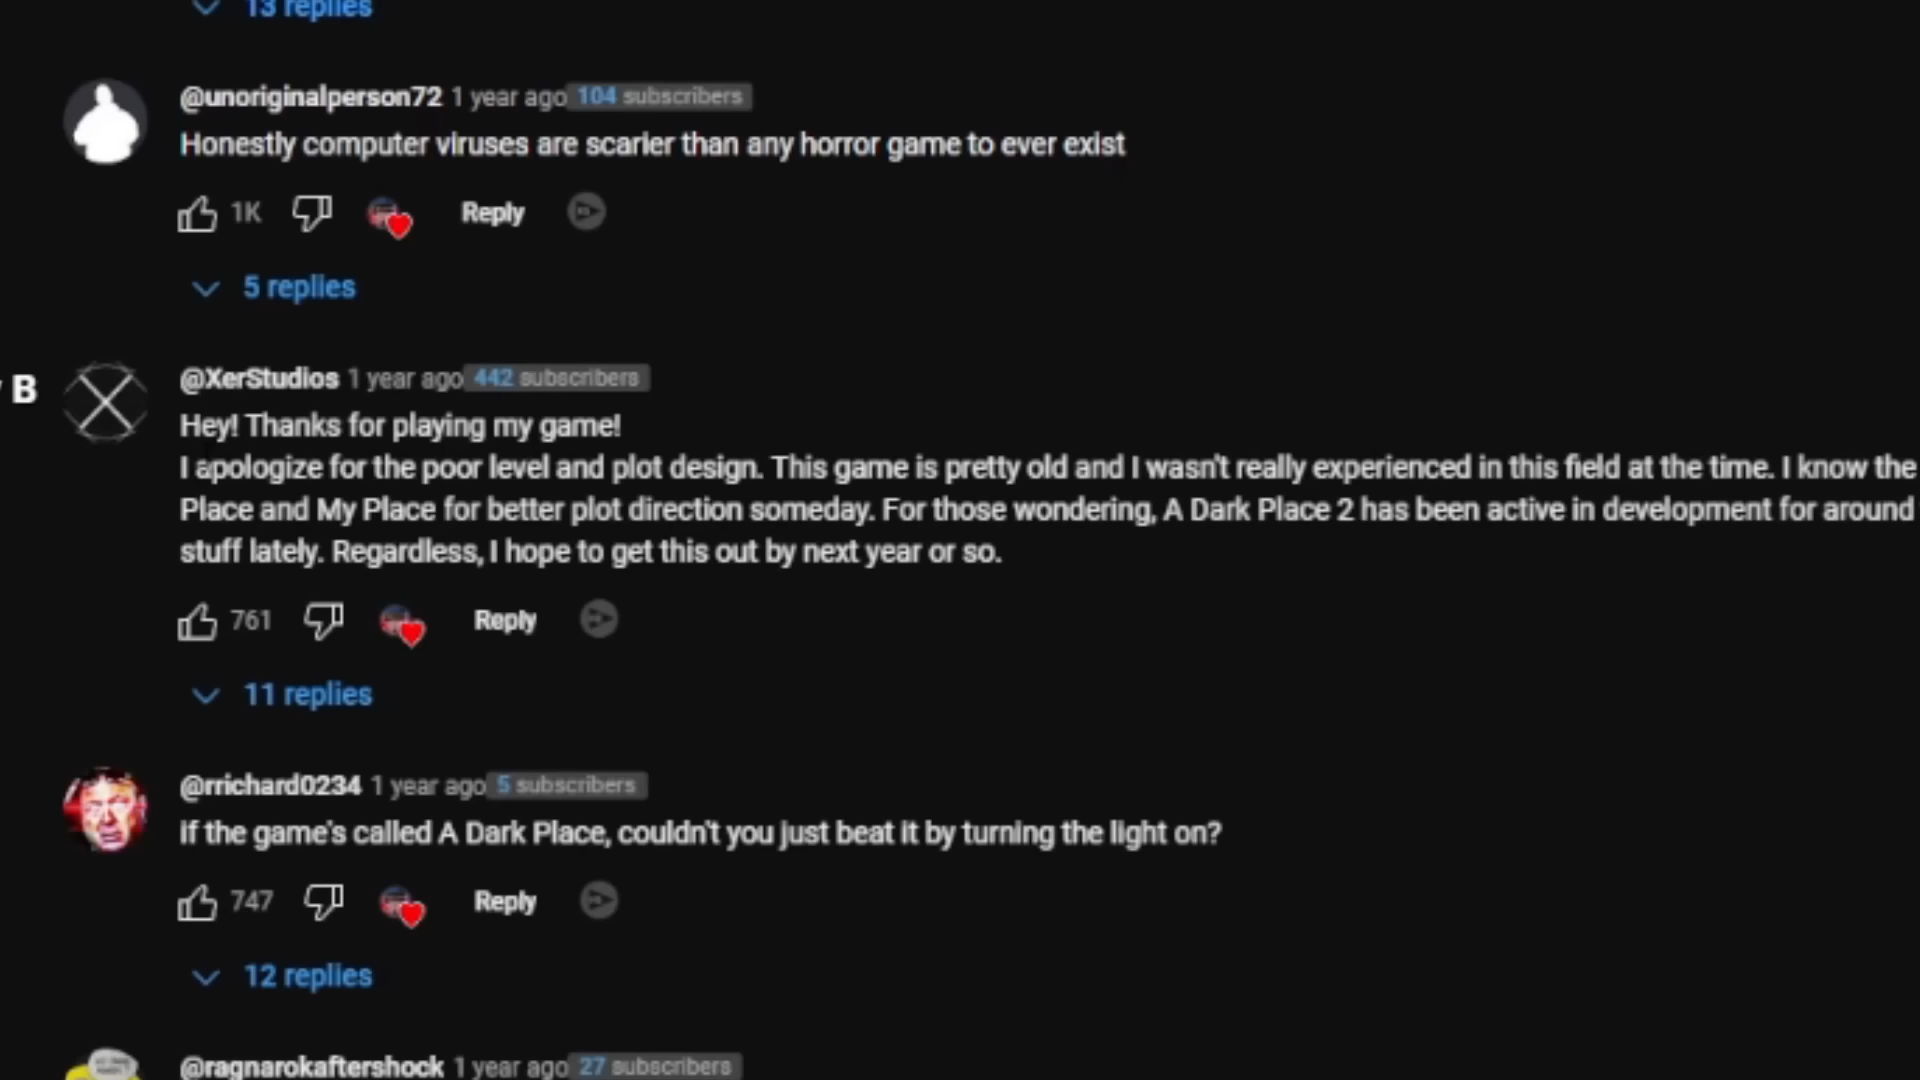 13 replies
@unoriginalperson72 1 year ago 104 subscribers
Honestly computer viruses are scarier than any horror game to ever exist
1K Reply
5 replies
B
@XerStudios 1 year ago 442 subscribers
Hey! Thanks for playing my game!
I apologize for the poor level and plot design. This game is pretty old and I wasn't really experienced in this field at the time. I know the
Place and My Place for better plot direction someday. For those wondering, A Dark Place 2 has been active in development for around
stuff lately. Regardless, I hope to get this out by next year or so.
761 Reply
11 replies
@rrichard0234 1 year ago 5 subscribers
if the game's called A Dark Place, couldn't you just beat it by turning the light on?
747 Reply
12 replies
@ragnarokaftershock 1 year ago 27 subscribers